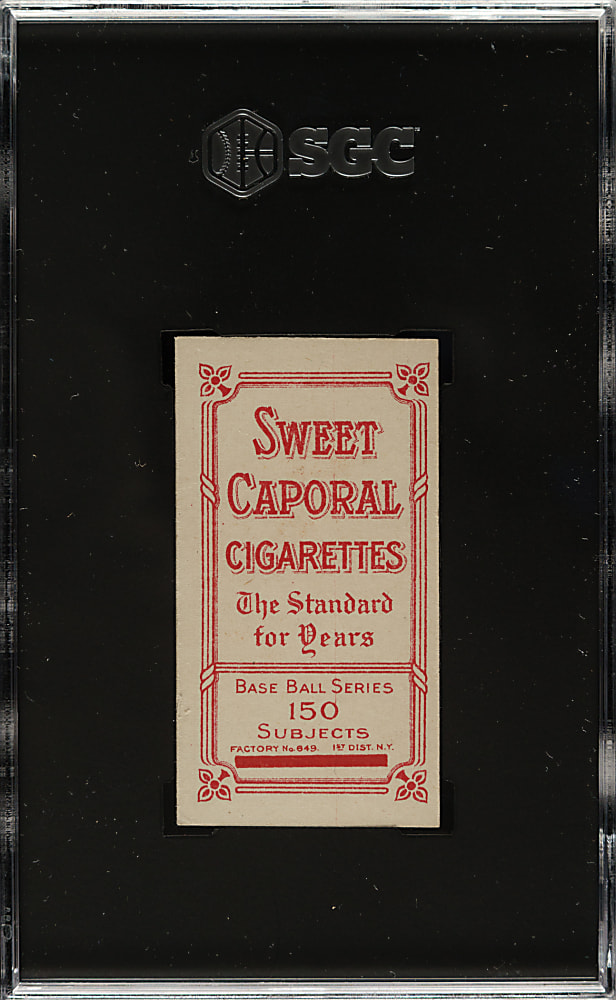 SGC
SWEET
CAPORAL
CIGARETTES
The Standard
for Years
BASE BALL SERIES
150
SUBJECTS
FACTORY No. 649. 1ST DIST. N.Y.